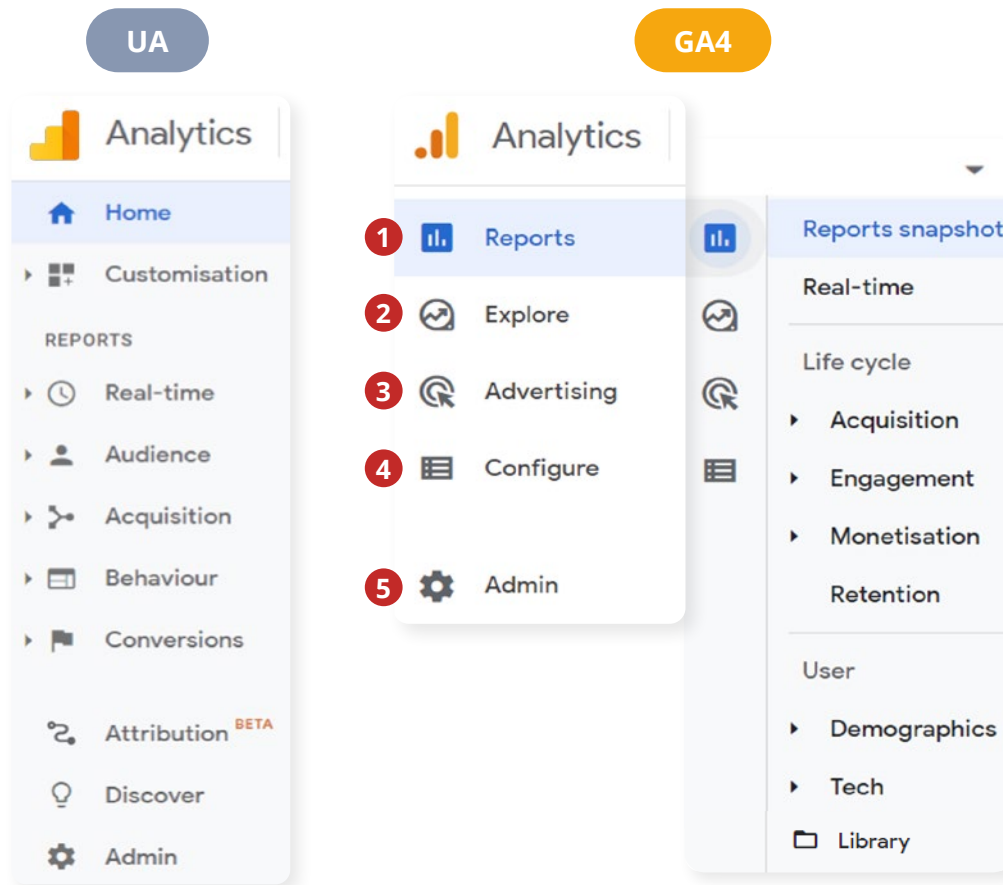 UA
Analytics
Home
Customisation
REPORTS
Real-time
Audience
Acquisition
Behaviour
Conversions
Attribution BETA
Discover
Admin
GA4
Analytics
1 Reports
2 Explore
3 Advertising
4 Configure
5 Admin
Reports snapshot
Real-time
Life cycle
Acquisition
Engagement
Monetisation
Retention
User
Demographics
Tech
Library